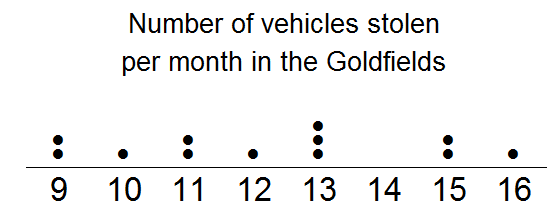 Number of vehicles stolen
per month in the Goldfields
9 10 11 12 13 14 15 16